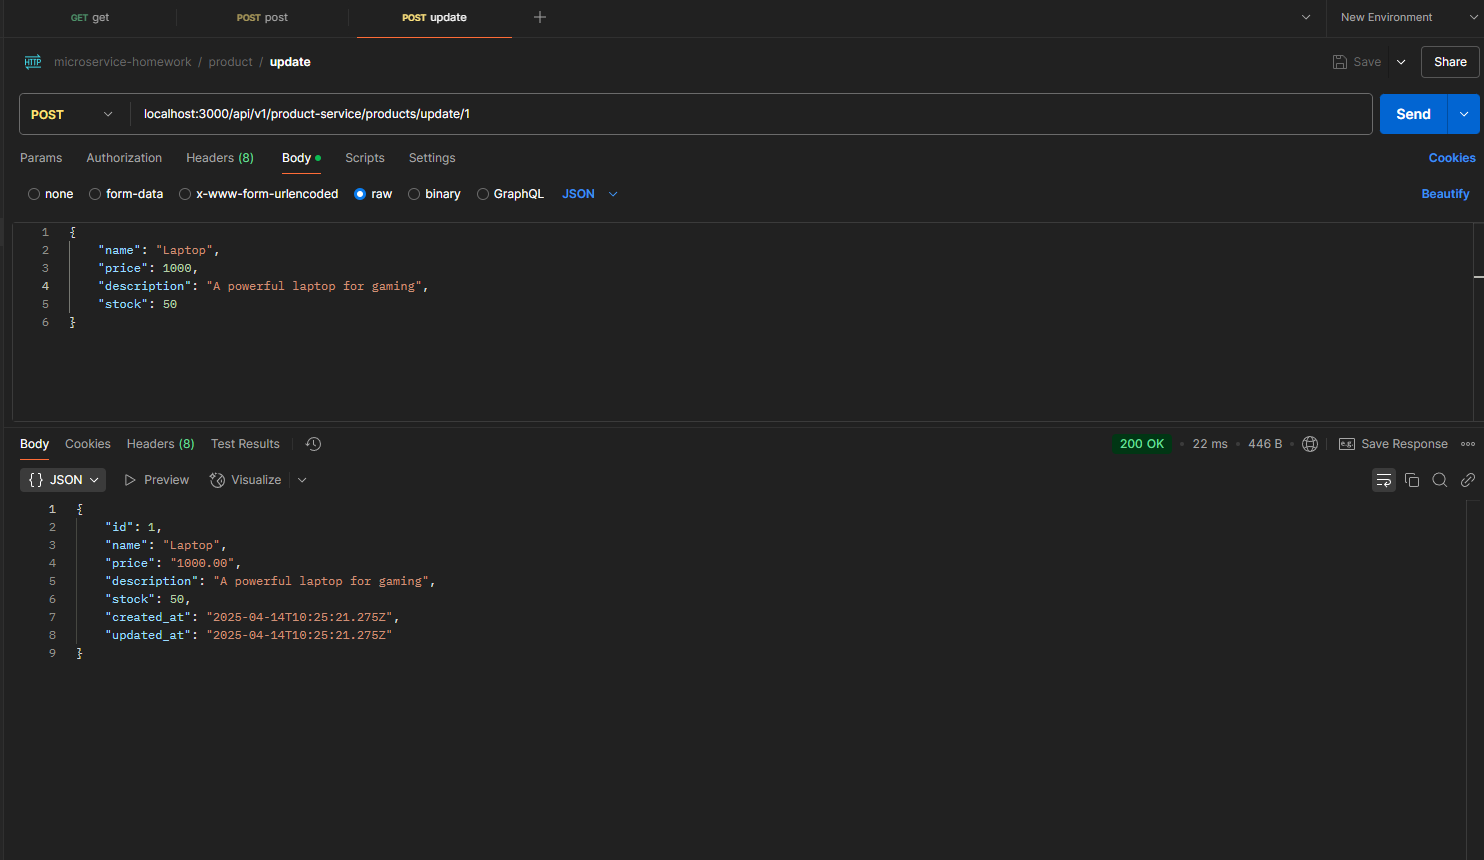 GET get POST post POST update New Environment
HTTP microservice-homework / product / update Save Share
POST localhost:3000/api/v1/product-service/products/update/1 Send
Params Authorization Headers (8) Body Scripts Settings Cookies
none form-data x-www-form-urlencoded raw binary GraphQL JSON Beautify
1 {
2 "name": "Laptop",
3 "price": 1000,
4 "description": "A powerful laptop for gaming",
5 "stock": 50
6 }
Body Cookies Headers (8) Test Results 200 OK • 22 ms • 446 B • e.g. Save Response
{} JSON Preview Visualize
1 {
2 "id": 1,
3 "name": "Laptop",
4 "price": "1000.00",
5 "description": "A powerful laptop for gaming",
6 "stock": 50,
7 "created_at": "2025-04-14T10:25:21.275Z",
8 "updated_at": "2025-04-14T10:25:21.275Z"
9 }